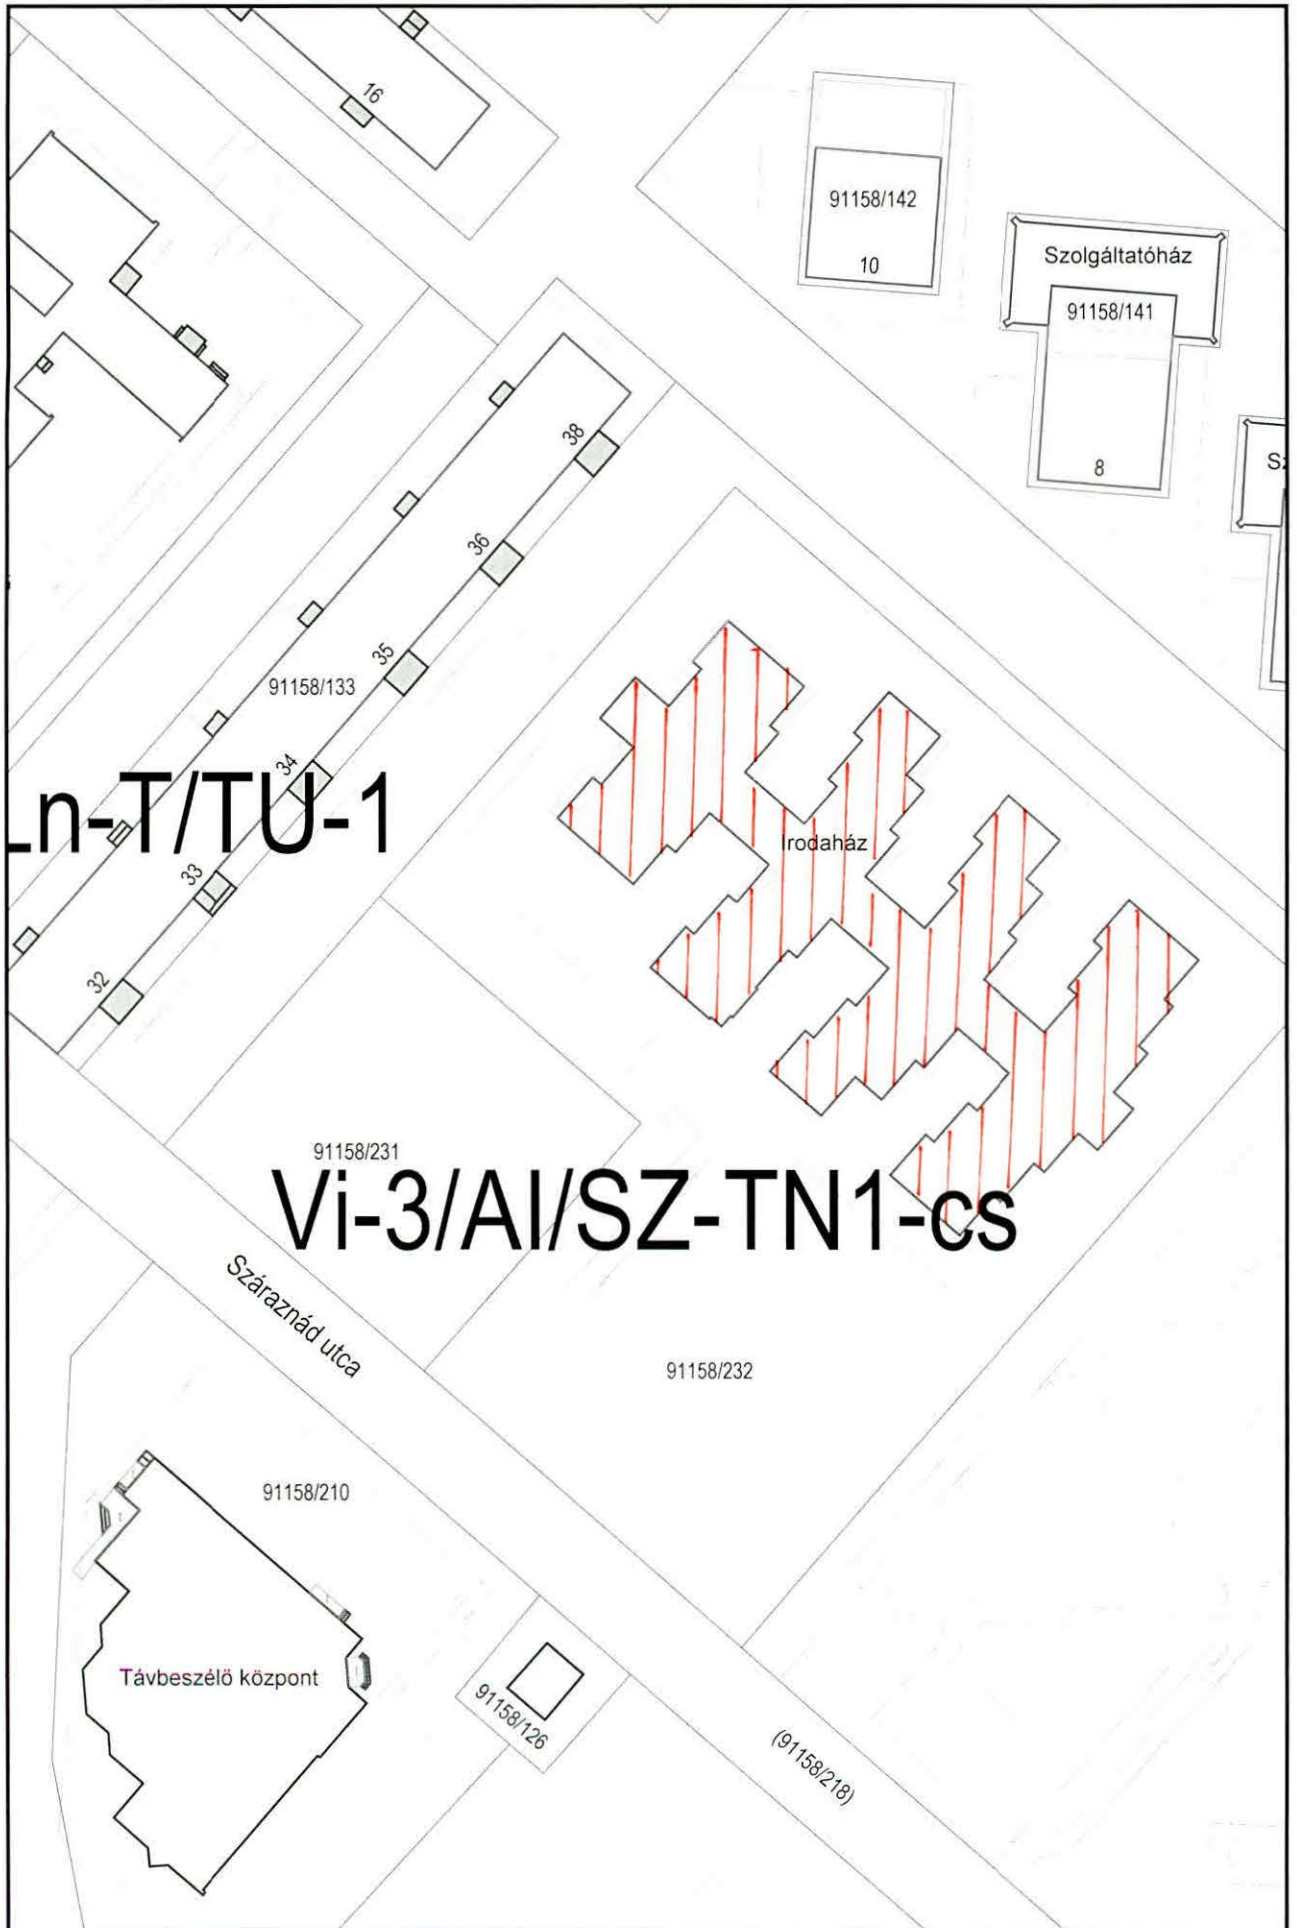 16
91158/142
10
Szolgáltatóház
91158/141
8
38
36
35
91158/133
34
Ln-T/TU-1
33
32
Irodaház
91158/231
Vi-3/AI/SZ-TN1-cs
Száraznád utca
91158/232
91158/210
Távbeszélő központ
91158/126
(91158/218)